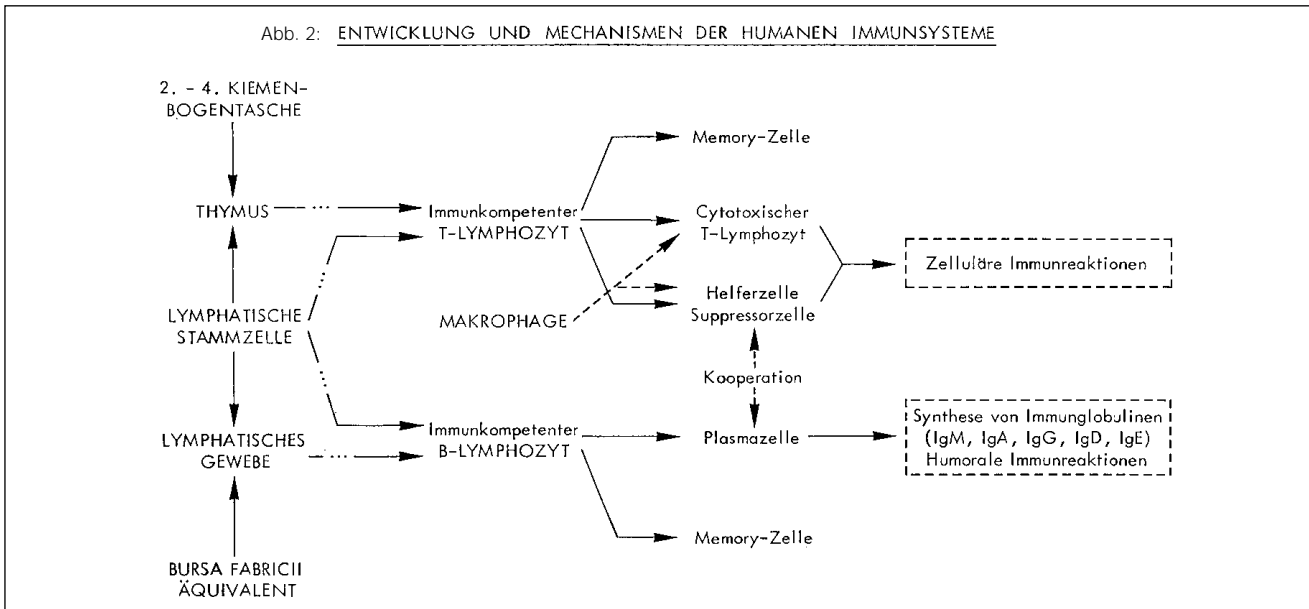 Abb. 2: ENTWICKLUNG UND MECHANISMEN DER HUMANEN IMMUNSYSTEME
2. - 4. KIEMEN-
BOGENTASCHE
THYMUS
LYMPHATISCHE
STAMMZELLE
LYMPHATISCHES
GEWEBE
BURSA FABRICII
ÄQUIVALENT
Immunkompetenter
T-LYMPHOZYT
MAKROPHAGE
Immunkompetenter
B-LYMPHOZYT
Memory-Zelle
Cytotoxischer
T-Lymphozyt
Helferzelle
Suppressorzelle
Kooperation
Plasmazelle
Memory-Zelle
Zelluläre Immunreaktionen
Synthese von Immunglobulinen
(IgM, IgA, IgG, IgD, IgE)
Humorale Immunreaktionen